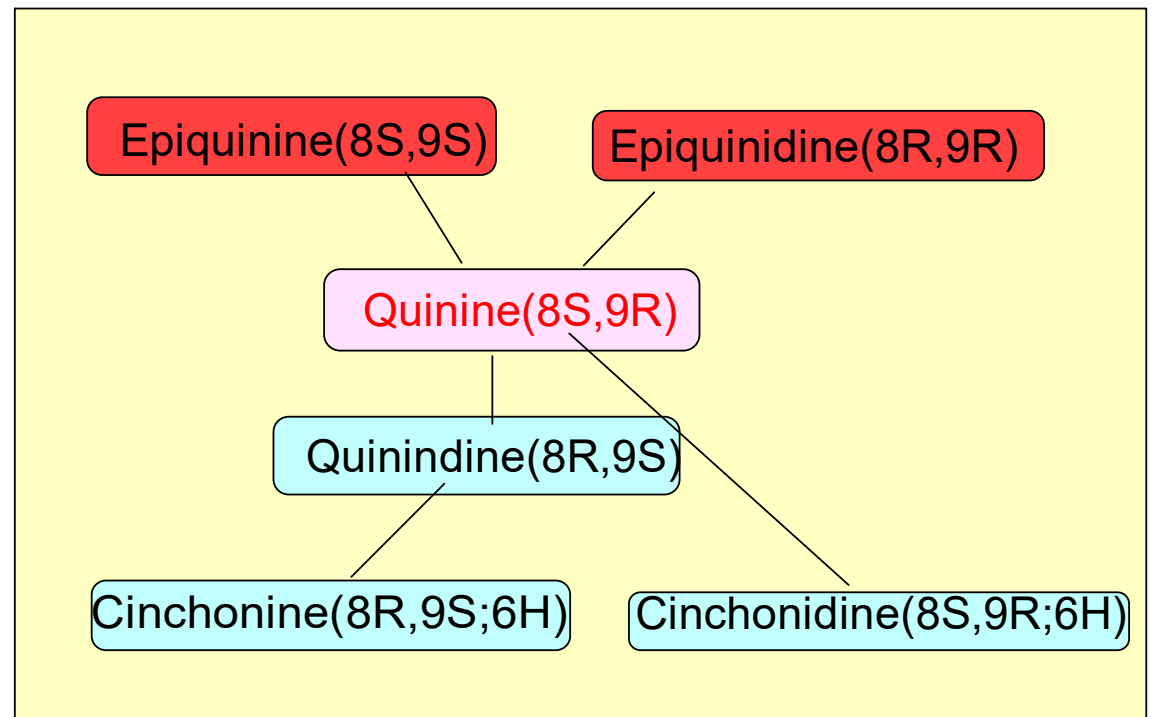 Epiquinine(8S,9S)
Epiquinidine(8R,9R)
Quinine(8S,9R)
Quinindine(8R,9S)
Cinchonine(8R,9S;6H)
Cinchonidine(8S,9R;6H)